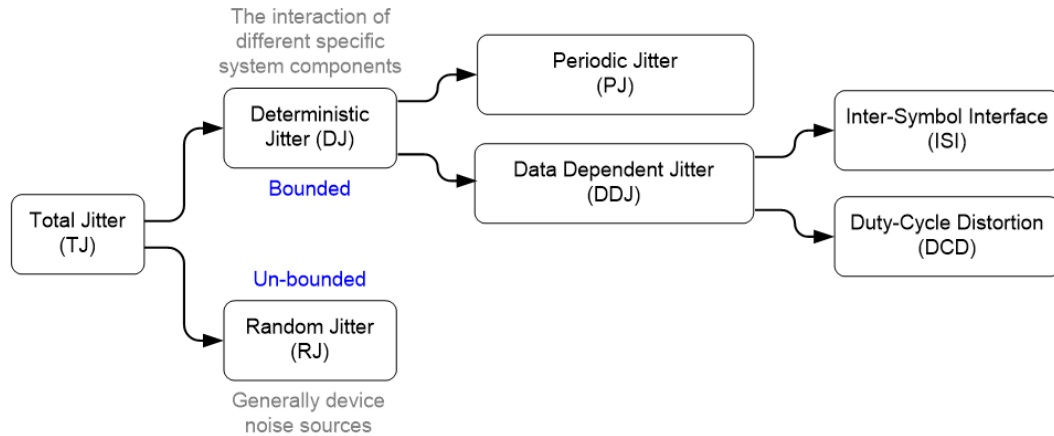 The interaction of
different specific
system components
Deterministic
Jitter (DJ)
Bounded
Periodic Jitter
(PJ)
Data Dependent Jitter
(DDJ)
Inter-Symbol Interface
(ISI)
Duty-Cycle Distortion
(DCD)
Total Jitter
(TJ)
Un-bounded
Random Jitter
(RJ)
Generally device
noise sources